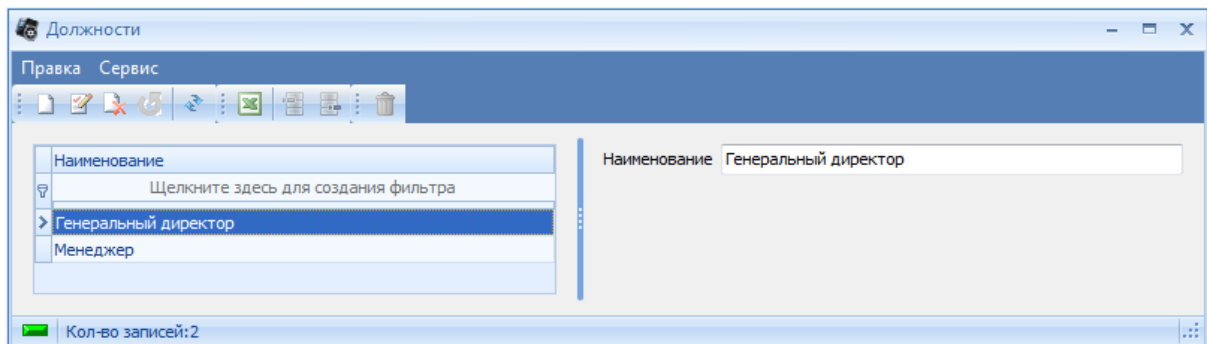 Должности
Правка Сервис
Наименование
Щелкните здесь для создания фильтра
Генеральный директор
Менеджер
Наименование Генеральный директор
Кол-во записей:2